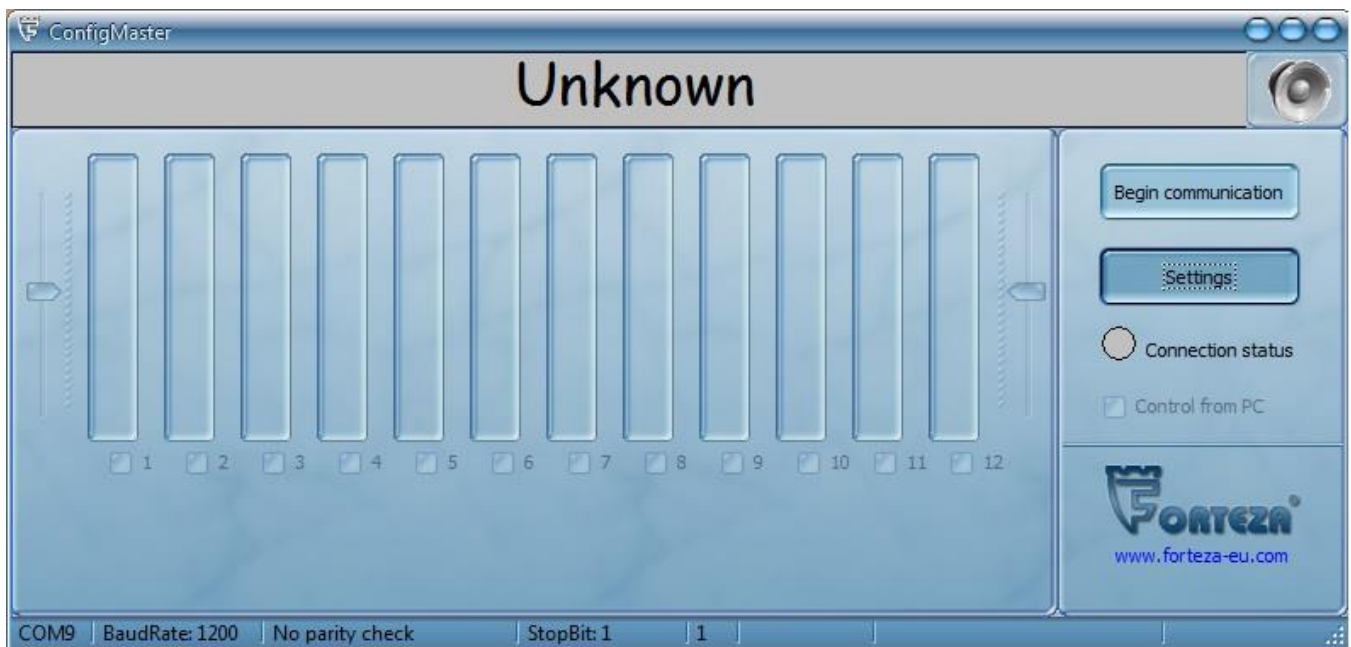 ConfigMaster
Unknown
Begin communication
Settings
Connection status
Control from PC
1 2 3 4 5 6 7 8 9 10 11 12
FORTEZA®
www.forteza-eu.com
COM9 BaudRate: 1200 No parity check StopBit: 1 1